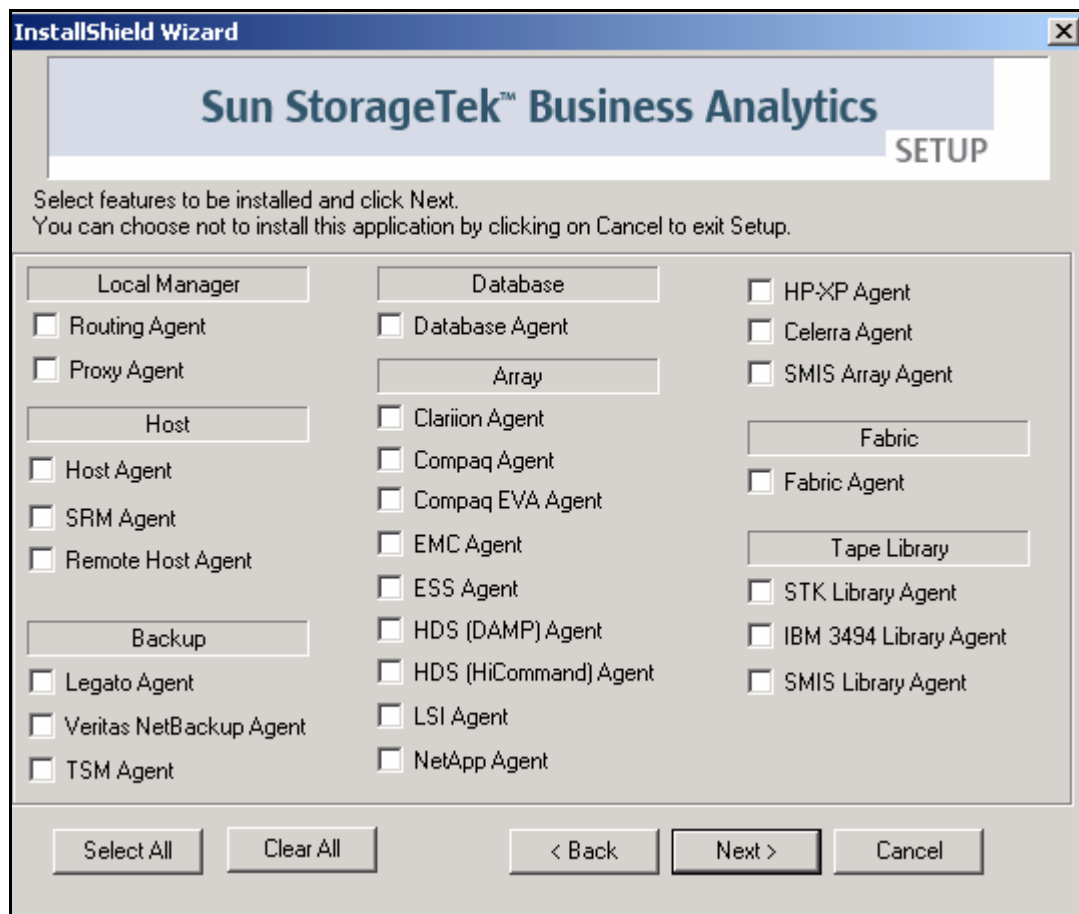 InstallShield Wizard
Sun StorageTek™ Business Analytics
SETUP
Select features to be installed and click Next.
You can choose not to install this application by clicking on Cancel to exit Setup.
Local Manager
Routing Agent
Proxy Agent
Host
Host Agent
SRM Agent
Remote Host Agent
Backup
Legato Agent
Veritas NetBackup Agent
TSM Agent
Database
Database Agent
Array
Clariion Agent
Compaq Agent
Compaq EVA Agent
EMC Agent
ESS Agent
HDS (DAMP) Agent
HDS (HiCommand) Agent
LSI Agent
NetApp Agent
HP-XP Agent
Celerra Agent
SMIS Array Agent
Fabric
Fabric Agent
Tape Library
STK Library Agent
IBM 3494 Library Agent
SMIS Library Agent
Select All
Clear All
< Back
Next >
Cancel